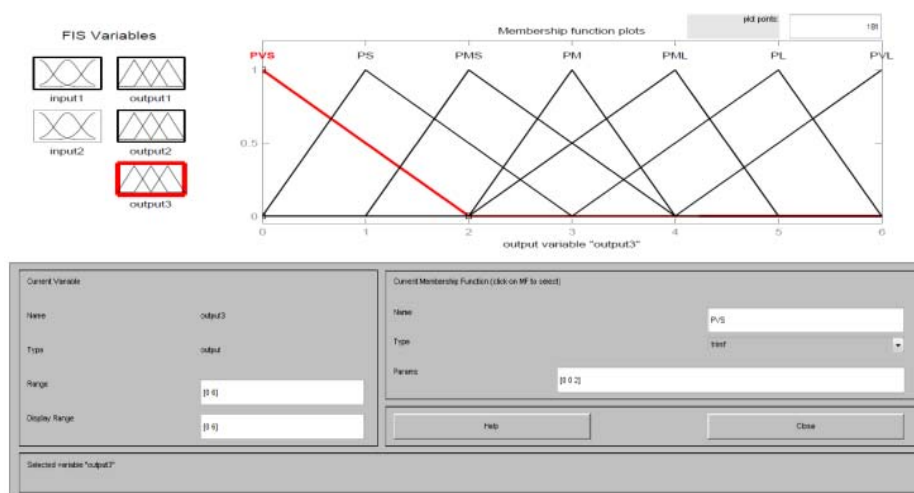 FIS Variables
Membership function plots
plot points:
181
PVS PS PMS PM PML PL PVL
1
0.5
0
0 1 2 3 4 5 6
output variable "output3"
input1
output1
input2
output2
output3
Current Variable
Name
output3
Type
output
Range
[0 6]
Display Range
[0 6]
Current Membership Function (click on MF to select)
Name
PVS
Type
trimf
Params
[0 0 2]
Help
Close
Selected variable "output3"